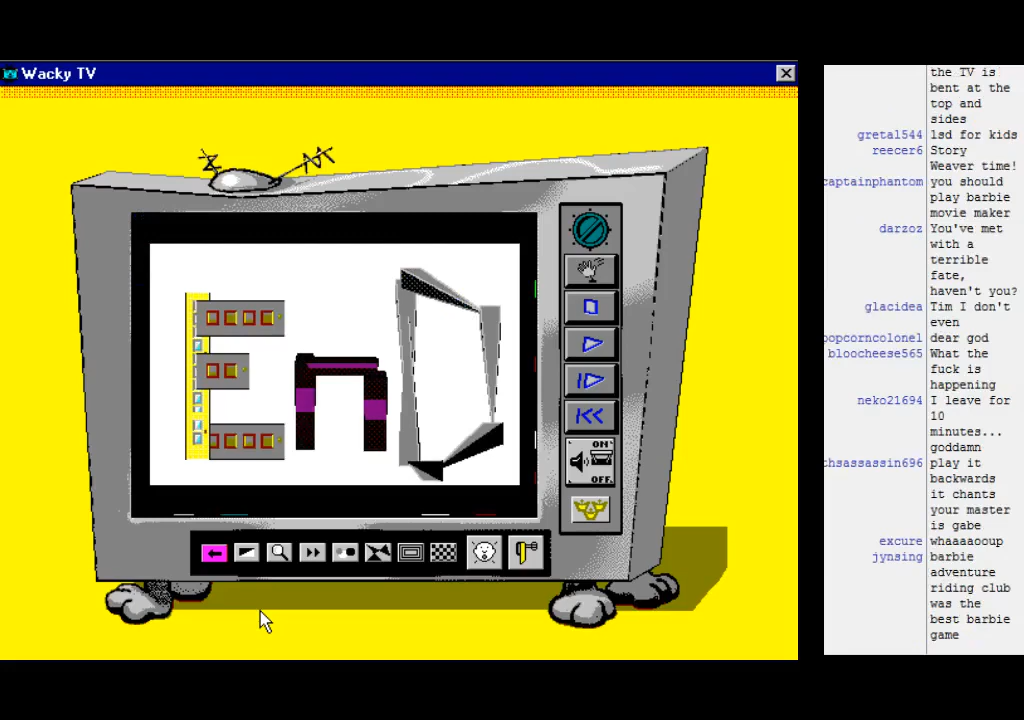 Wacky TV
EnD
ON
OFF
the TV is
bent at the
top and
sides
gretal544 lsd for kids
reecer6 Story
Weaver time!
captainphantom you should
play barbie
movie maker
darzoz You've met
with a
terrible
fate,
haven't you?
glacidea Tim I don't
even
popcorncolonel dear god
bloocheese565 What the
fuck is
happening
neko21694 I leave for
10
minutes...
goddamn
thsassassin696 play it
backwards
it chants
your master
is gabe
excure whaaaaooup
jynsing barbie
adventure
riding club
was the
best barbie
game